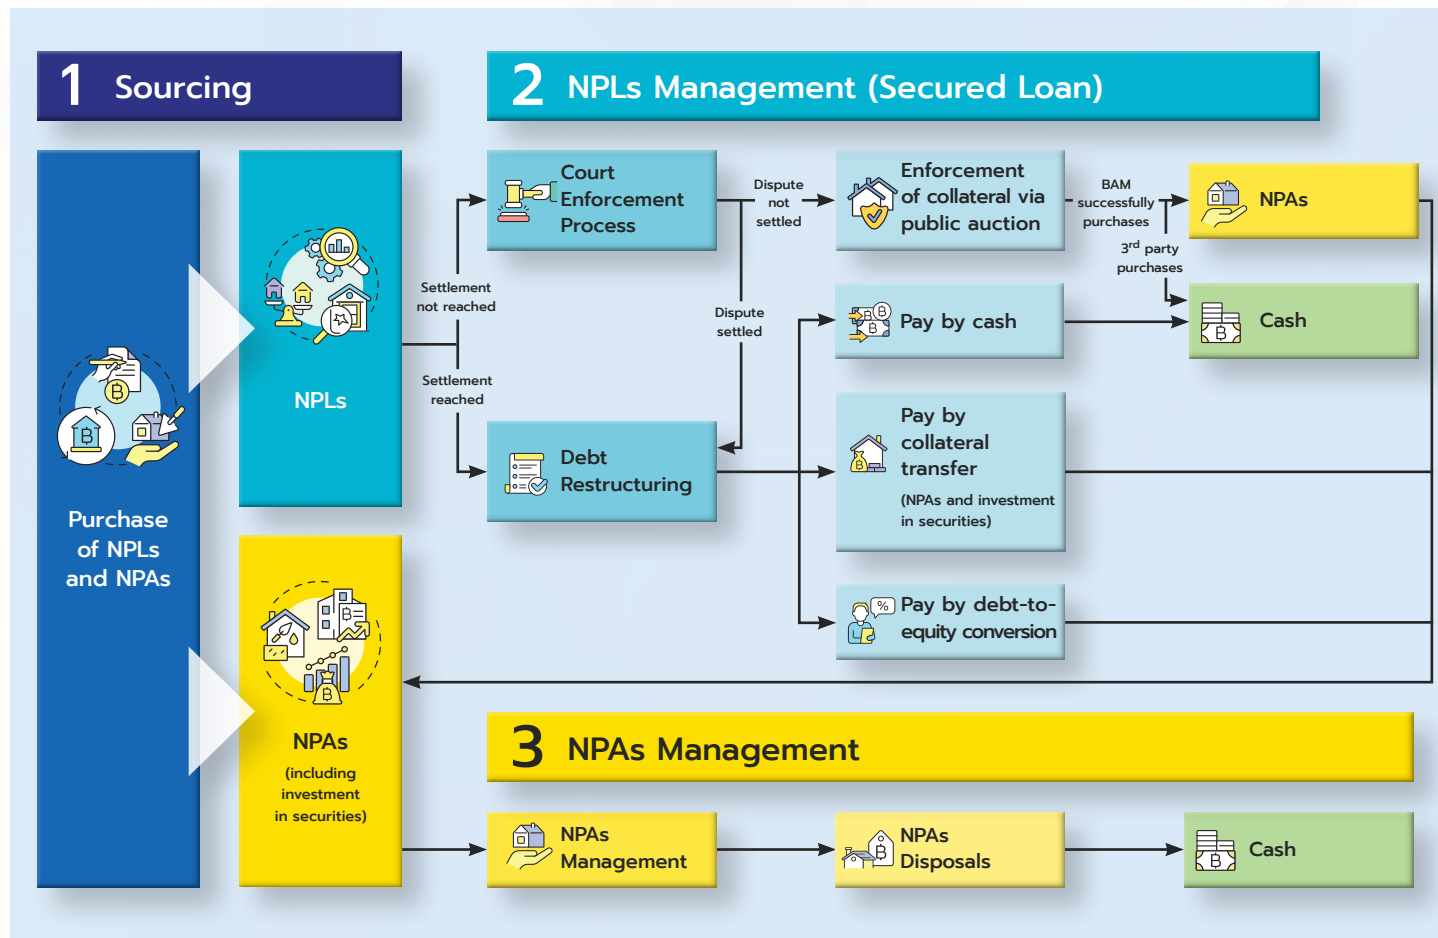 1 Sourcing
Purchase
of NPLs
and NPAs
NPLs
NPAs
(including
investment
in securities)
2 NPLs Management (Secured Loan)
Settlement
not reached
Settlement
reached
Court
Enforcement
Process
Debt
Restructuring
Dispute
not
settled
Dispute
settled
Enforcement
of collateral via
public auction
Pay by cash
Pay by
collateral
transfer
(NPAs and investment
in securities)
%
Pay by debt-to-
equity conversion
BAM
successfully
purchases
3rd party
purchases
NPAs
Cash
3 NPAs Management
NPAs
Management
NPAs
Disposals
Cash